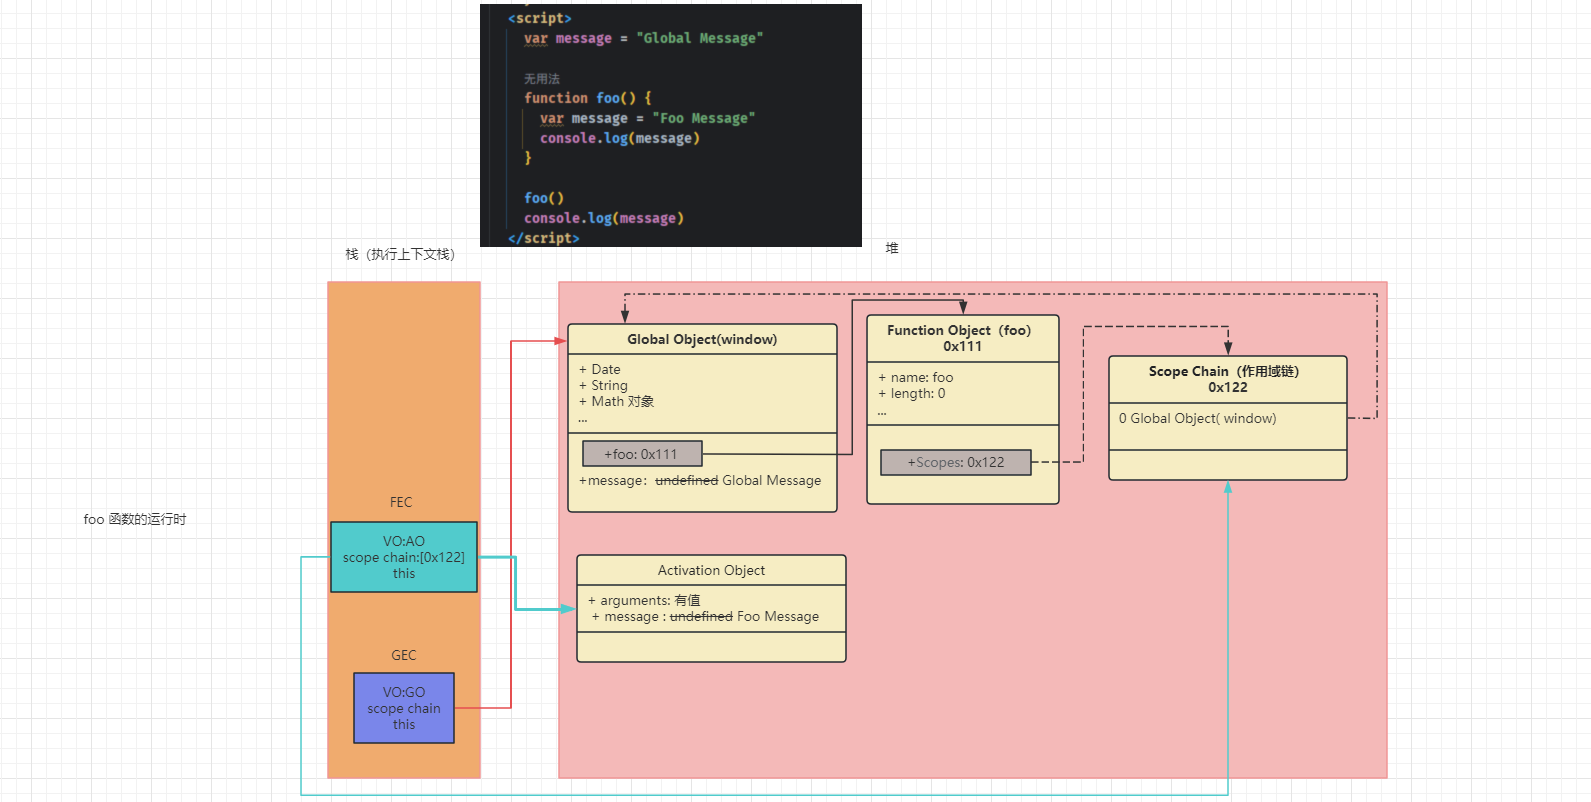 <script>
var message = "Global Message"
无用法
function foo() {
var message = "Foo Message"
console.log(message)
}
foo()
console.log(message)
</script>
栈（执行上下文栈）
堆
Global Object(window)
+ Date
+ String
+ Math 对象
...
+foo: 0x111
+message：undefined Global Message
Function Object（foo）
0x111
+ name: foo
+ length: 0
...
+Scopes: 0x122
Scope Chain（作用域链）
0x122
0 Global Object( window)
foo 函数的运行时
FEC
VO:AO
scope chain:[0x122]
this
Activation Object
+ arguments: 有值
+ message : undefined Foo Message
GEC
VO:GO
scope chain
this